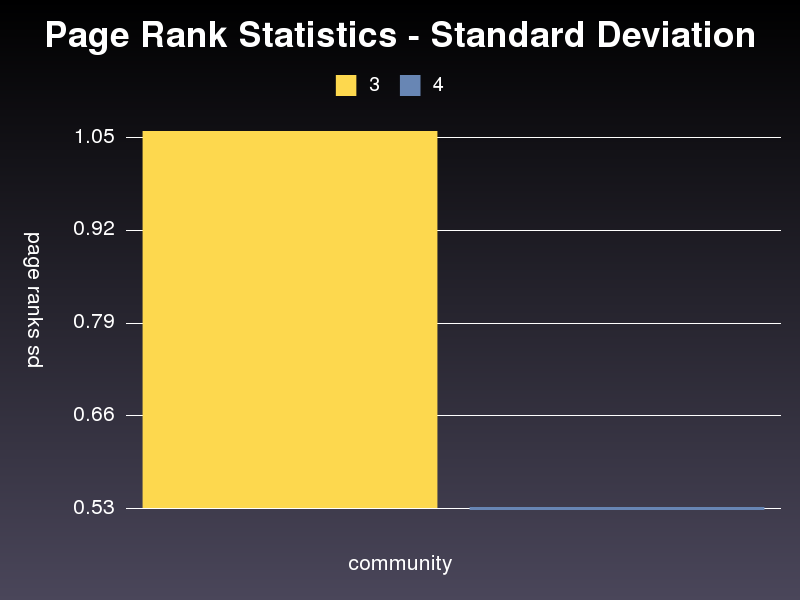 Page Rank Statistics - Standard Deviation
3 4
1.05
0.92
0.79
0.66
0.53
page ranks sd
community